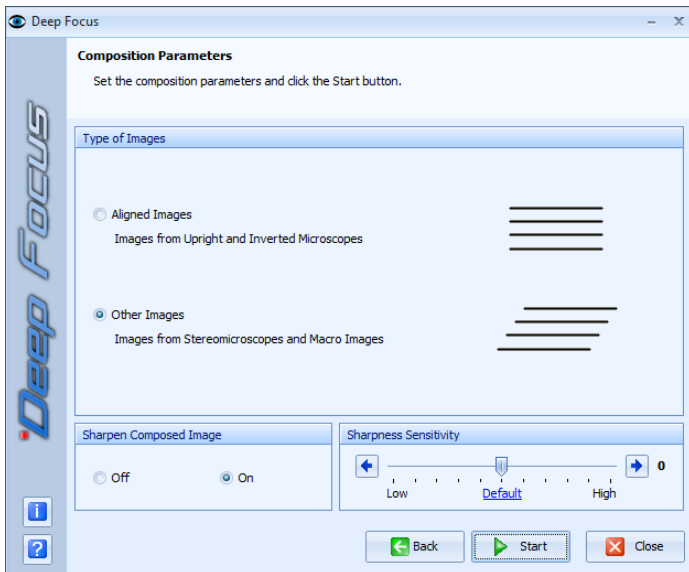 Deep Focus
Composition Parameters
Set the composition parameters and click the Start button.
Deep Focus
Type of Images
Aligned Images
Images from Upright and Inverted Microscopes
Other Images
Images from Stereomicroscopes and Macro Images
Sharpen Composed Image
Off
On
Sharpness Sensitivity
0
Low
Default
High
i
?
Back
Start
Close